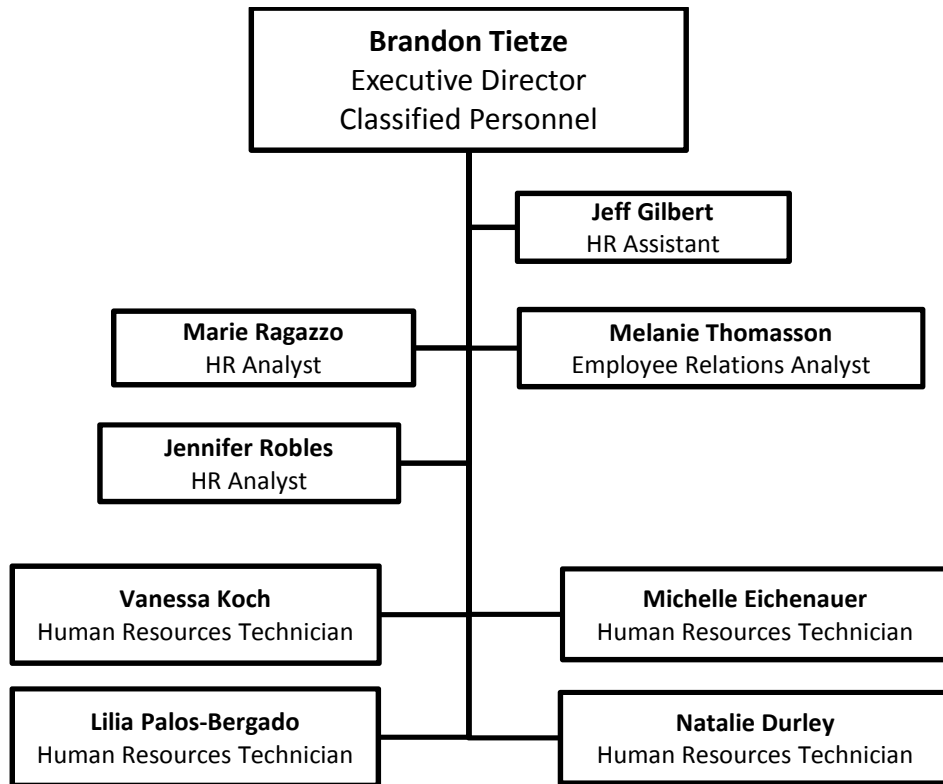 Brandon Tietze
Executive Director
Classified Personnel
Jeff Gilbert
HR Assistant
Marie Ragazzo
HR Analyst
Melanie Thomasson
Employee Relations Analyst
Jennifer Robles
HR Analyst
Vanessa Koch
Human Resources Technician
Michelle Eichenauer
Human Resources Technician
Lilia Palos-Bergado
Human Resources Technician
Natalie Durley
Human Resources Technician